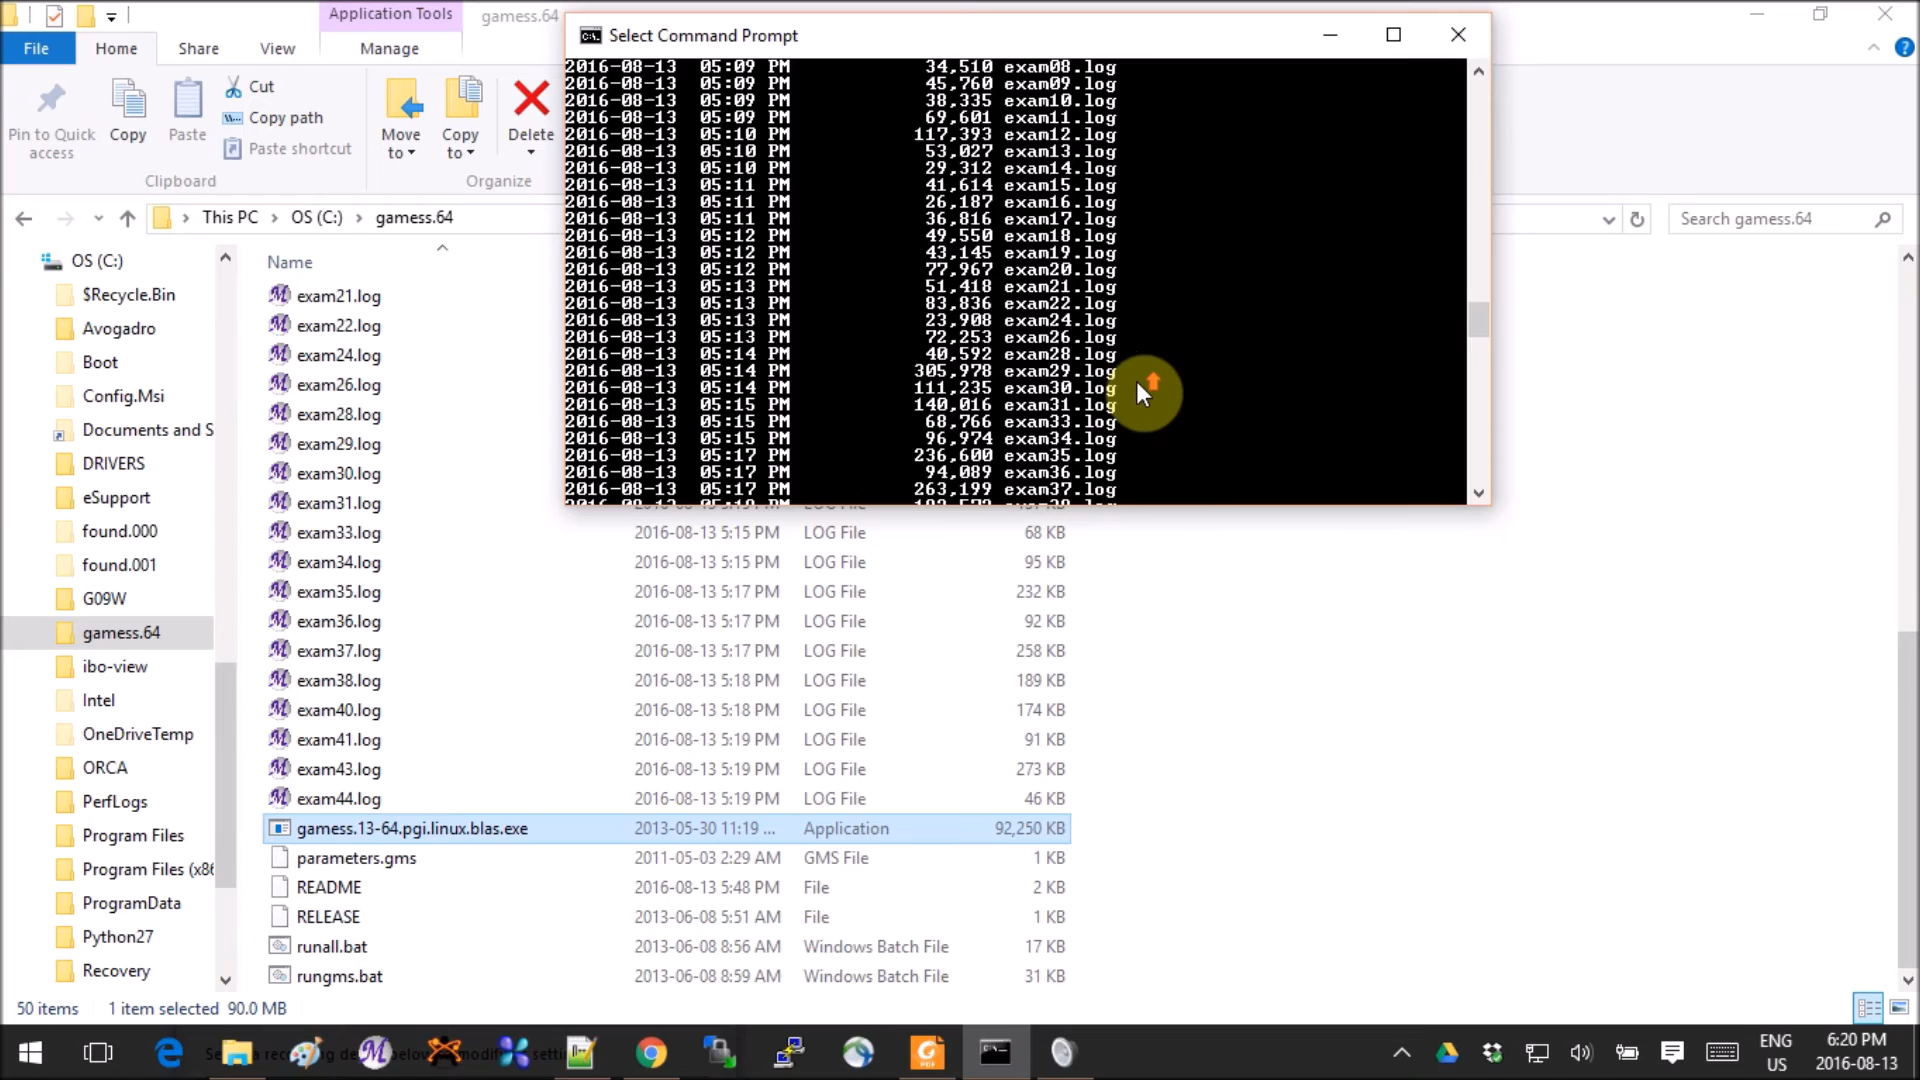 Application Tools
gamess.64
File
Home
Share
View
Manage
Pin to Quick access
Copy
Paste
Cut
Copy path
Paste shortcut
Clipboard
Move to
Copy to
Delete
Organize
This PC > OS (C:) > gamess.64
Search gamess.64
Select Command Prompt
2016-08-13 05:09 PM 34,510 exam08.log
2016-08-13 05:09 PM 45,760 exam09.log
2016-08-13 05:09 PM 38,335 exam10.log
2016-08-13 05:09 PM 69,601 exam11.log
2016-08-13 05:10 PM 117,393 exam12.log
2016-08-13 05:10 PM 53,027 exam13.log
2016-08-13 05:10 PM 29,312 exam14.log
2016-08-13 05:11 PM 41,614 exam15.log
2016-08-13 05:11 PM 26,187 exam16.log
2016-08-13 05:11 PM 36,816 exam17.log
2016-08-13 05:12 PM 49,550 exam18.log
2016-08-13 05:12 PM 43,145 exam19.log
2016-08-13 05:12 PM 77,967 exam20.log
2016-08-13 05:13 PM 51,418 exam21.log
2016-08-13 05:13 PM 83,836 exam22.log
2016-08-13 05:13 PM 23,908 exam24.log
2016-08-13 05:13 PM 72,253 exam26.log
2016-08-13 05:14 PM 40,592 exam28.log
2016-08-13 05:14 PM 305,978 exam29.log
2016-08-13 05:14 PM 111,235 exam30.log
2016-08-13 05:15 PM 140,016 exam31.log
2016-08-13 05:15 PM 68,766 exam33.log
2016-08-13 05:15 PM 96,974 exam34.log
2016-08-13 05:17 PM 236,600 exam35.log
2016-08-13 05:17 PM 94,089 exam36.log
2016-08-13 05:17 PM 263,199 exam37.log
OS (C:)
$Recycle.Bin
Avogadro
Boot
Config.Msi
Documents and S
DRIVERS
eSupport
found.000
found.001
G09W
gamess.64
ibo-view
Intel
OneDriveTemp
ORCA
PerfLogs
Program Files
Program Files (x86
ProgramData
Python27
Recovery
Name
exam21.log
exam22.log
exam24.log
exam26.log
exam28.log
exam29.log
exam30.log
exam31.log
exam33.log 2016-08-13 5:15 PM LOG File 68 KB
exam34.log 2016-08-13 5:15 PM LOG File 95 KB
exam35.log 2016-08-13 5:17 PM LOG File 232 KB
exam36.log 2016-08-13 5:17 PM LOG File 92 KB
exam37.log 2016-08-13 5:17 PM LOG File 258 KB
exam38.log 2016-08-13 5:18 PM LOG File 189 KB
exam40.log 2016-08-13 5:18 PM LOG File 174 KB
exam41.log 2016-08-13 5:19 PM LOG File 91 KB
exam43.log 2016-08-13 5:19 PM LOG File 273 KB
exam44.log 2016-08-13 5:19 PM LOG File 46 KB
gamess.13-64.pgi.linux.blas.exe 2013-05-30 11:19 ... Application 92,250 KB
parameters.gms 2011-05-03 2:29 AM GMS File 1 KB
README 2016-08-13 5:48 PM File 2 KB
RELEASE 2013-06-08 5:51 AM File 1 KB
runall.bat 2013-06-08 8:56 AM Windows Batch File 17 KB
rungms.bat 2013-06-08 8:59 AM Windows Batch File 31 KB
50 items 1 item selected 90.0 MB
ENG
US
6:20 PM
2016-08-13